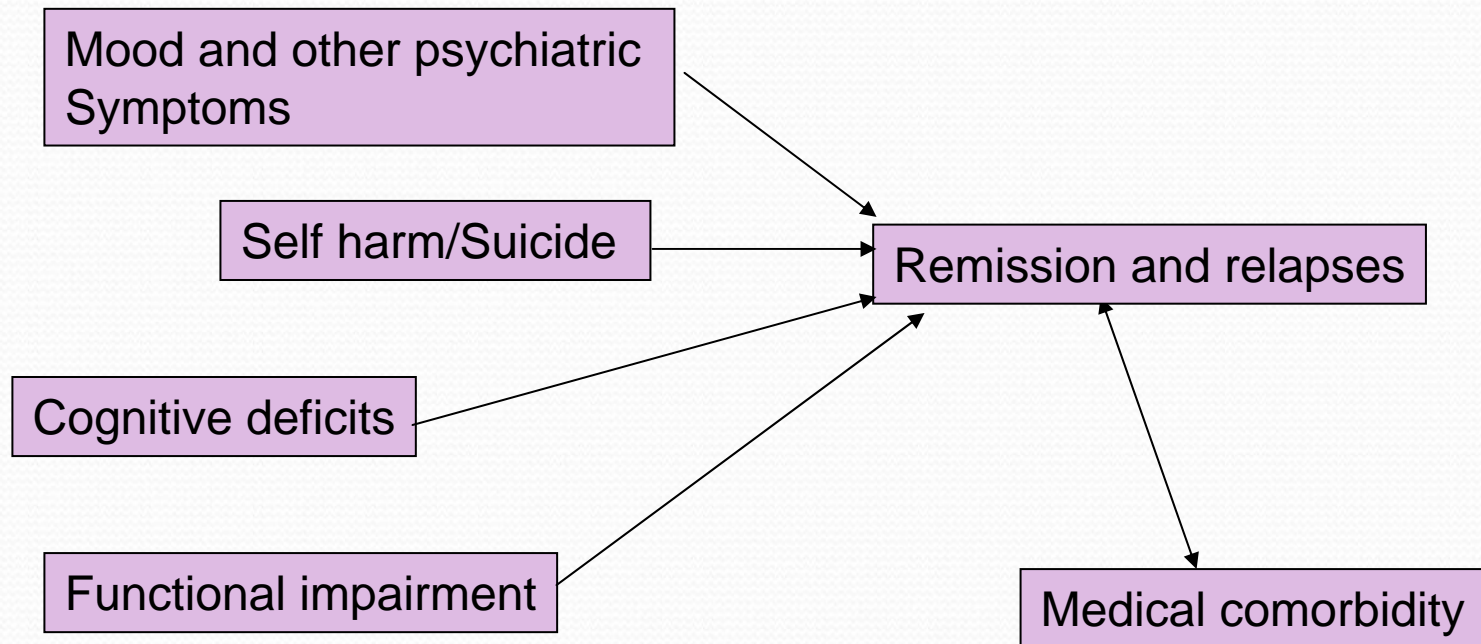 Mood and other psychiatric
Symptoms
Self harm/Suicide
Remission and relapses
Cognitive deficits
Functional impairment
Medical comorbidity